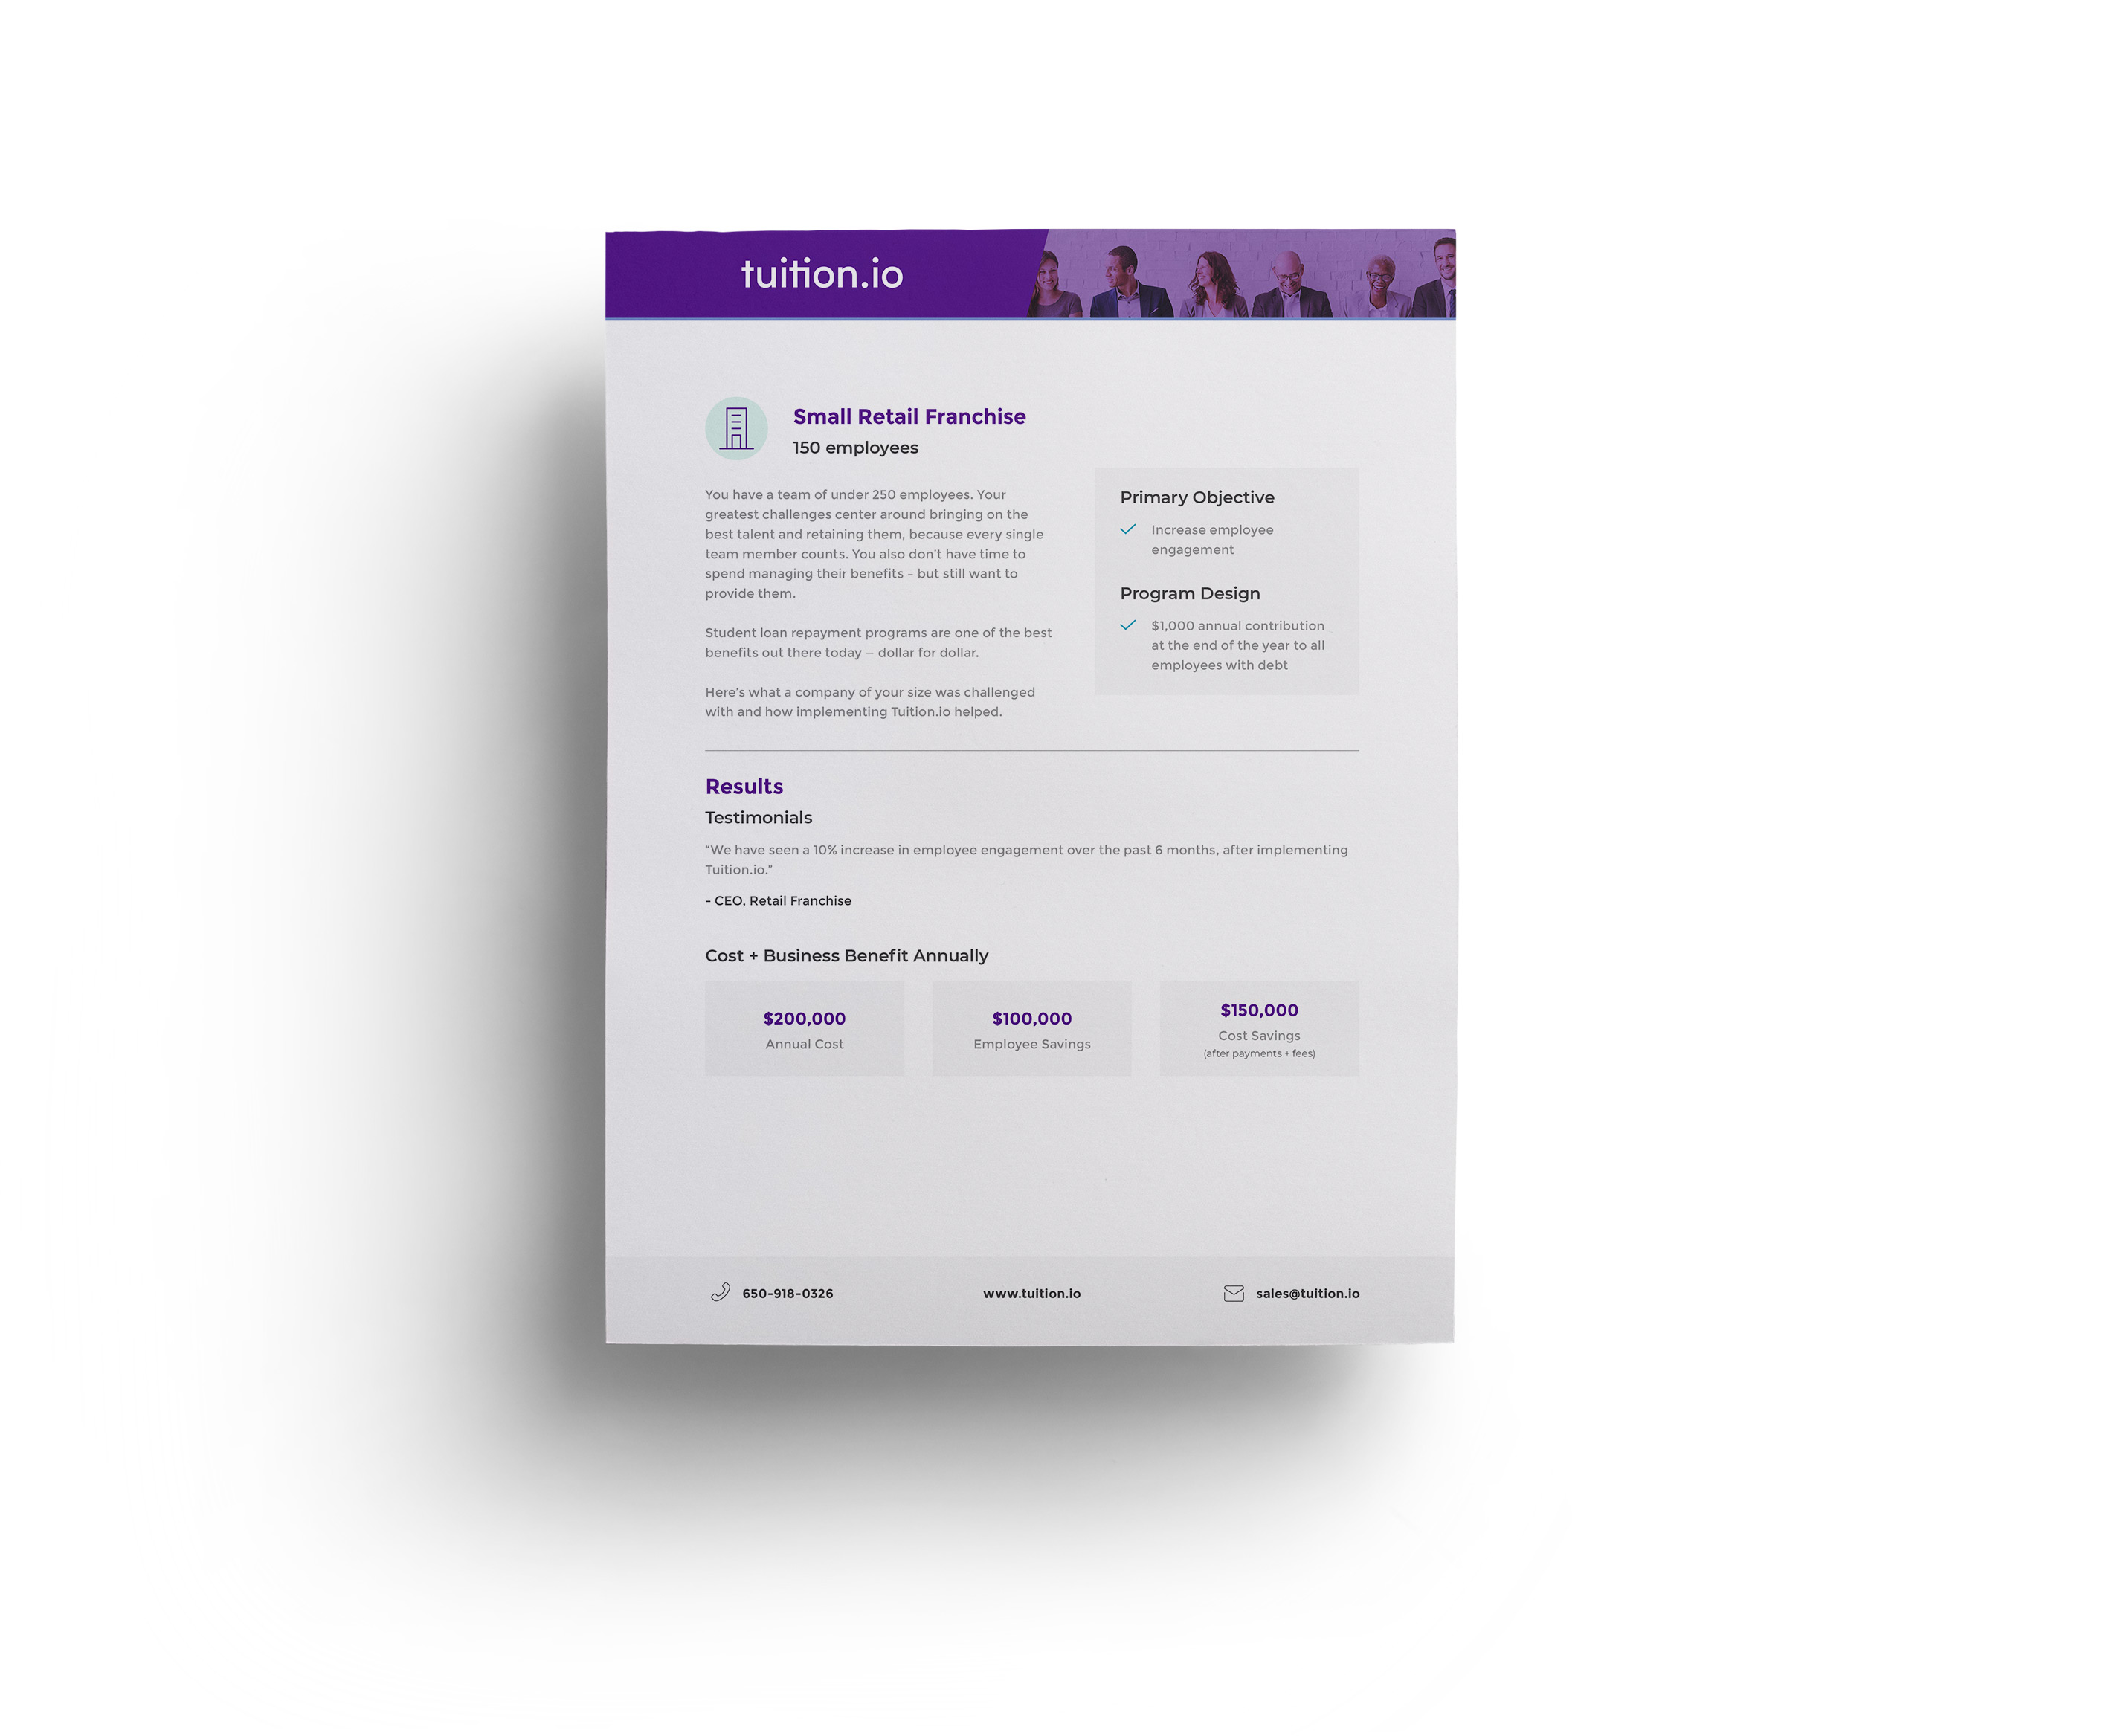 tuition.io
Small Retail Franchise
150 employees
You have a team of under 250 employees. Your
greatest challenges center around bringing on the
best talent and retaining them, because every single
team member counts. You also don't have time to
spend managing their benefits - but still want to
provide them.
Student loan repayment programs are one of the best
benefits out there today – dollar for dollar.
Here's what a company of your size was challenged
with and how implementing Tuition.io helped.
Primary Objective
Increase employee
engagement
Program Design
$1,000 annual contribution
at the end of the year to all
employees with debt
Results
Testimonials
"We have seen a 10% increase in employee engagement over the past 6 months, after implementing
Tuition.io."
- CEO, Retail Franchise
Cost + Business Benefit Annually
$200,000
Annual Cost
$100,000
Employee Savings
$150,000
Cost Savings
(after payments + fees)
650-918-0326
www.tuition.io
sales@tuition.io